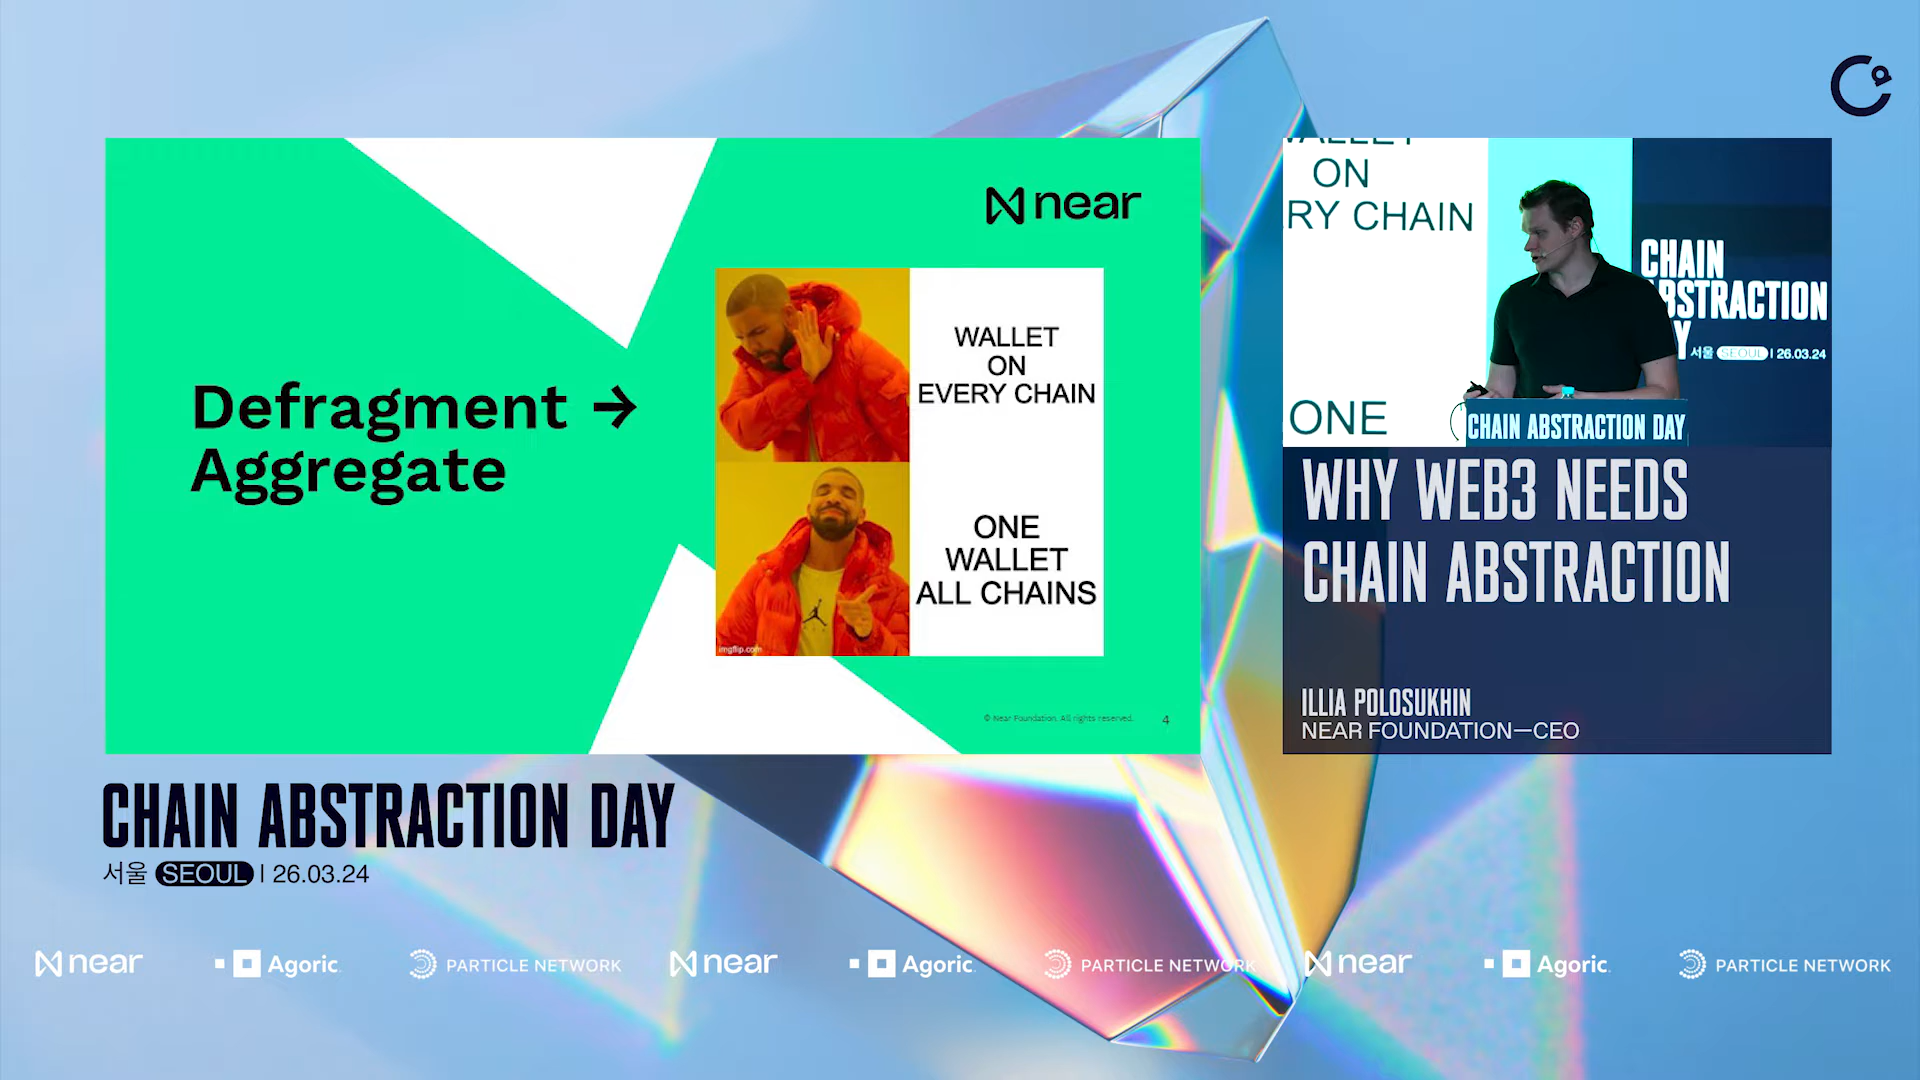 near
Defragment →
Aggregate
WALLET
ON
EVERY CHAIN
ONE
WALLET
ALL CHAINS
imgflip.com
© Near Foundation. All rights reserved.
4
WALLET
ON
RY CHAIN
ONE
CHAIN
ABSTRACTION
Y
서울 SEOUL | 26.03.24
CHAIN ABSTRACTION DAY
WHY WEB3 NEEDS
CHAIN ABSTRACTION
ILLIA POLOSUKHIN
NEAR FOUNDATION—CEO
CHAIN ABSTRACTION DAY
서울 SEOUL | 26.03.24
near Agoric PARTICLE NETWORK near Agoric PARTICLE NETWORK near Agoric PARTICLE NETWORK